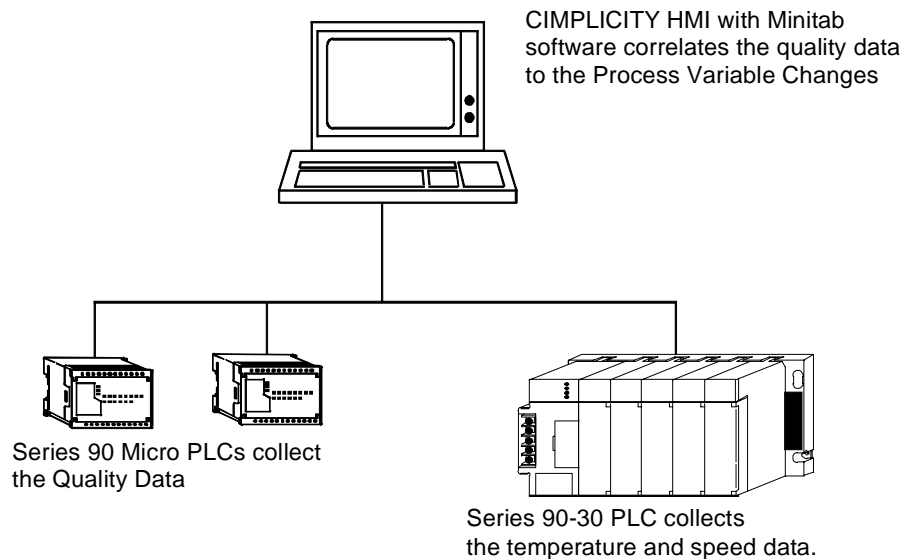 CIMPLICITY HMI with Minitab
software correlates the quality data
to the Process Variable Changes
Series 90 Micro PLCs collect
the Quality Data
Series 90-30 PLC collects
the temperature and speed data.